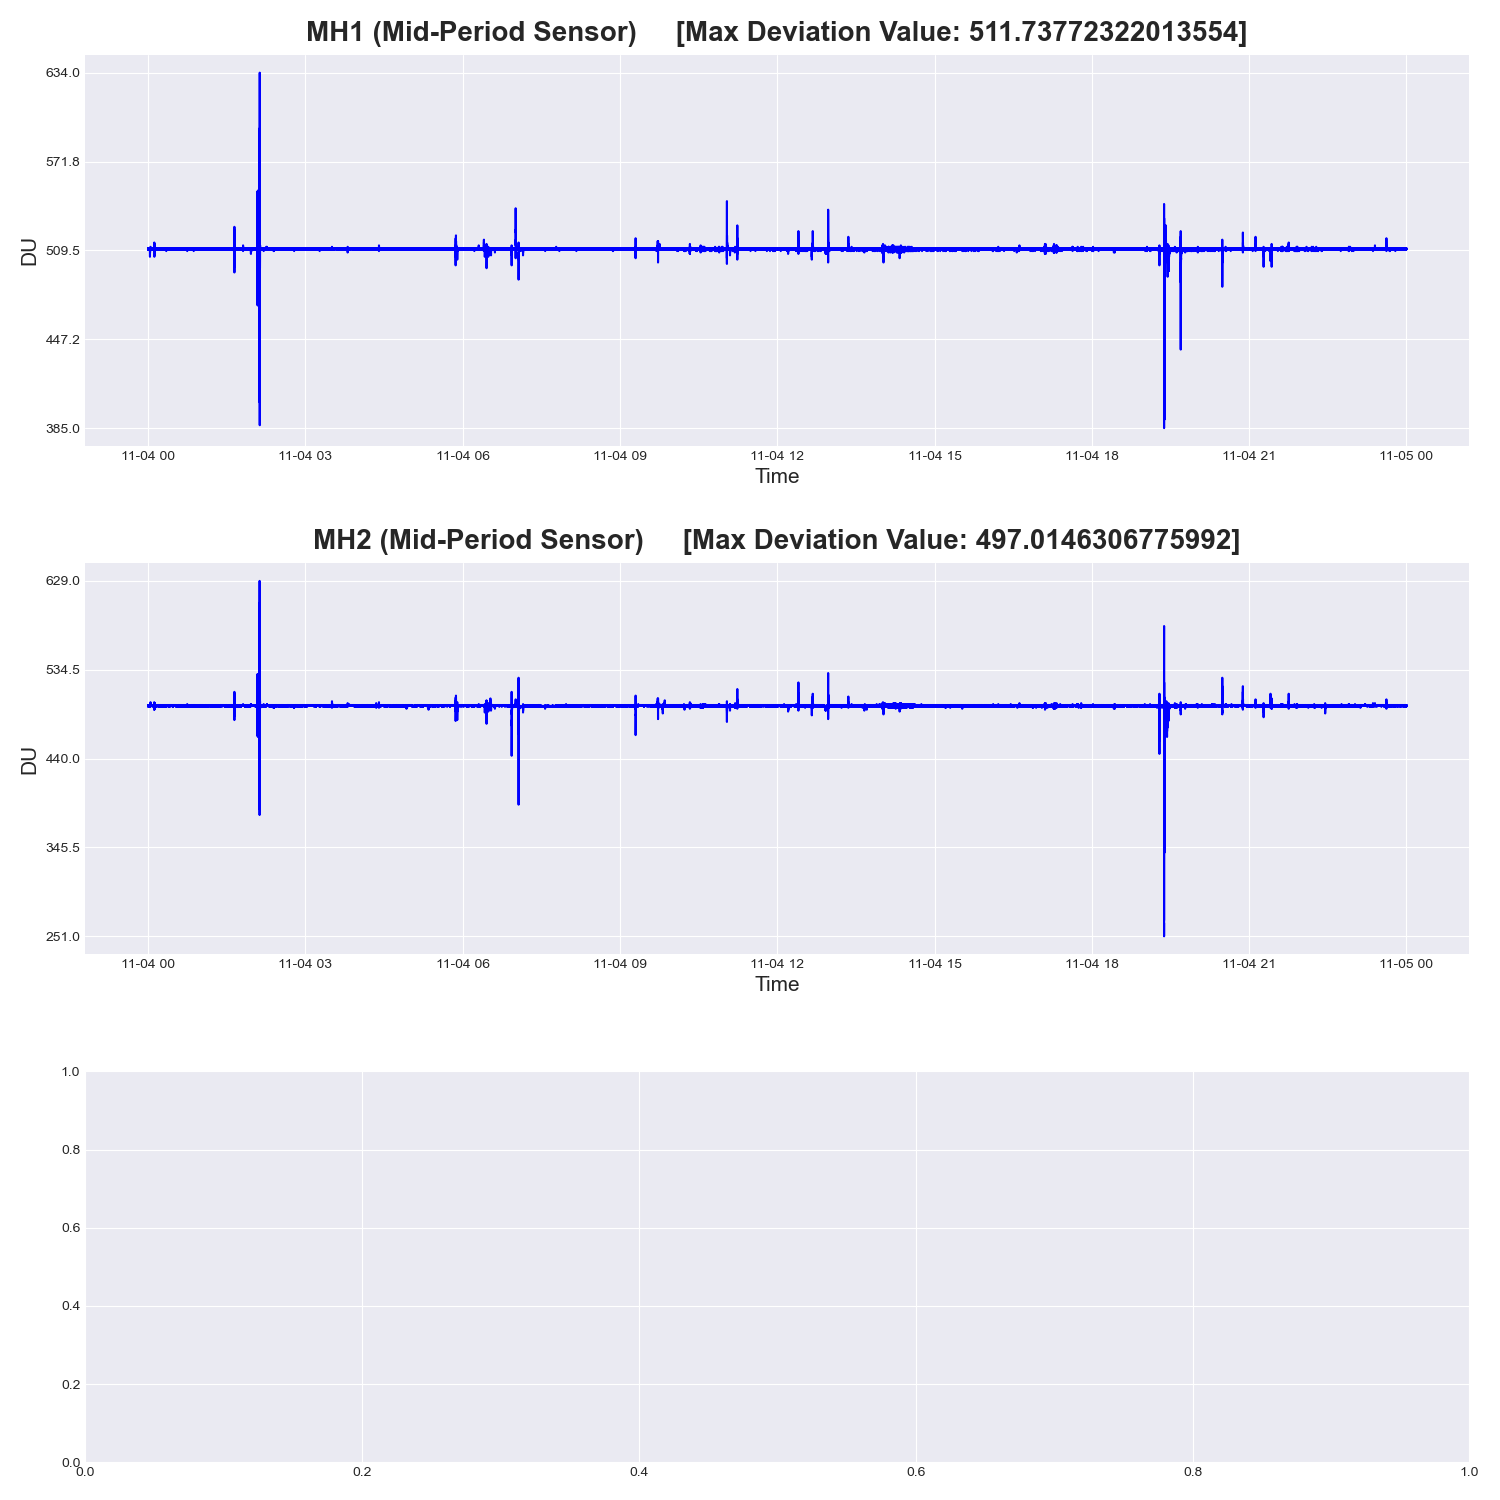 MH1 (Mid-Period Sensor) [Max Deviation Value: 511.73772322013554]
634.0
571.8
509.5
447.2
385.0
DU
11-04 00 11-04 03 11-04 06 11-04 09 11-04 12 11-04 15 11-04 18 11-04 21 11-05 00
Time
MH2 (Mid-Period Sensor) [Max Deviation Value: 497.0146306775992]
629.0
534.5
440.0
345.5
251.0
DU
11-04 00 11-04 03 11-04 06 11-04 09 11-04 12 11-04 15 11-04 18 11-04 21 11-05 00
Time
1.0
0.8
0.6
0.4
0.2
0.0
0.0 0.2 0.4 0.6 0.8 1.0